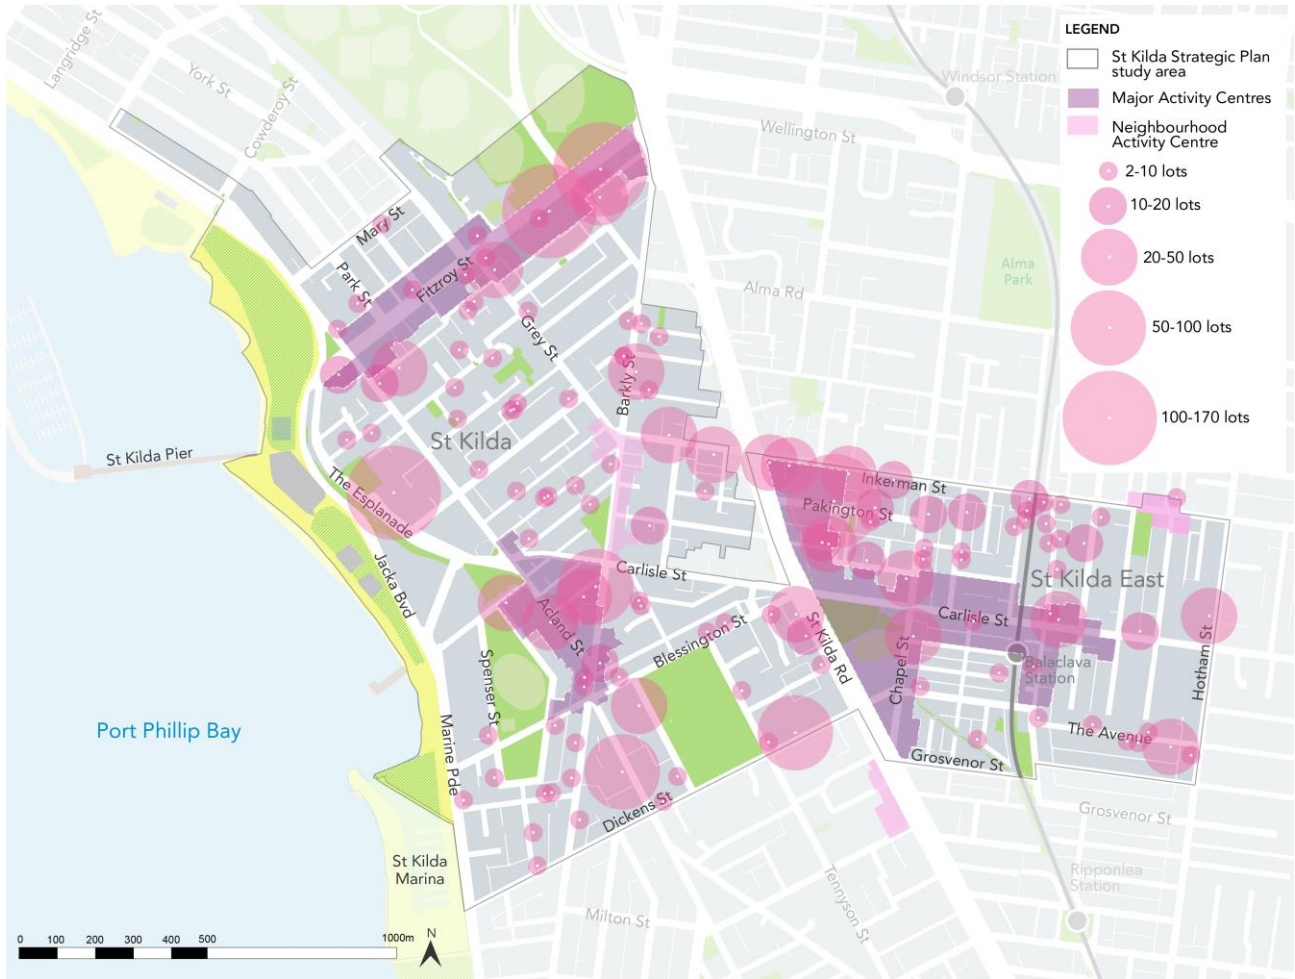 LEGEND
St Kilda Strategic Plan
study area
Major Activity Centres
Neighbourhood
Activity Centre
2-10 lots
10-20 lots
20-50 lots
50-100 lots
100-170 lots
Langridge St
York St
Cowderoy St
Windsor Station
Wellington St
Mary St
Park St
Fitzroy St
Alma
Park
Alma Rd
Grey St
Barkly St
St Kilda
St Kilda Pier
The Esplanade
Inkerman St
Pakington St
Jacka Bvd
Carlisle St
St Kilda East
Acland St
Carlisle St
Blessington St
St Kilda Rd
Chapel St
Balaclava
Station
Hotham St
Spenser St
Port Phillip Bay
Marine Pde
The Avenue
Grosvenor St
Dickens St
Grosvenor St
St Kilda
Marina
Ripponlea
Station
Tennyson St
Milton St
0 100 200 300 400 500 1000m
N